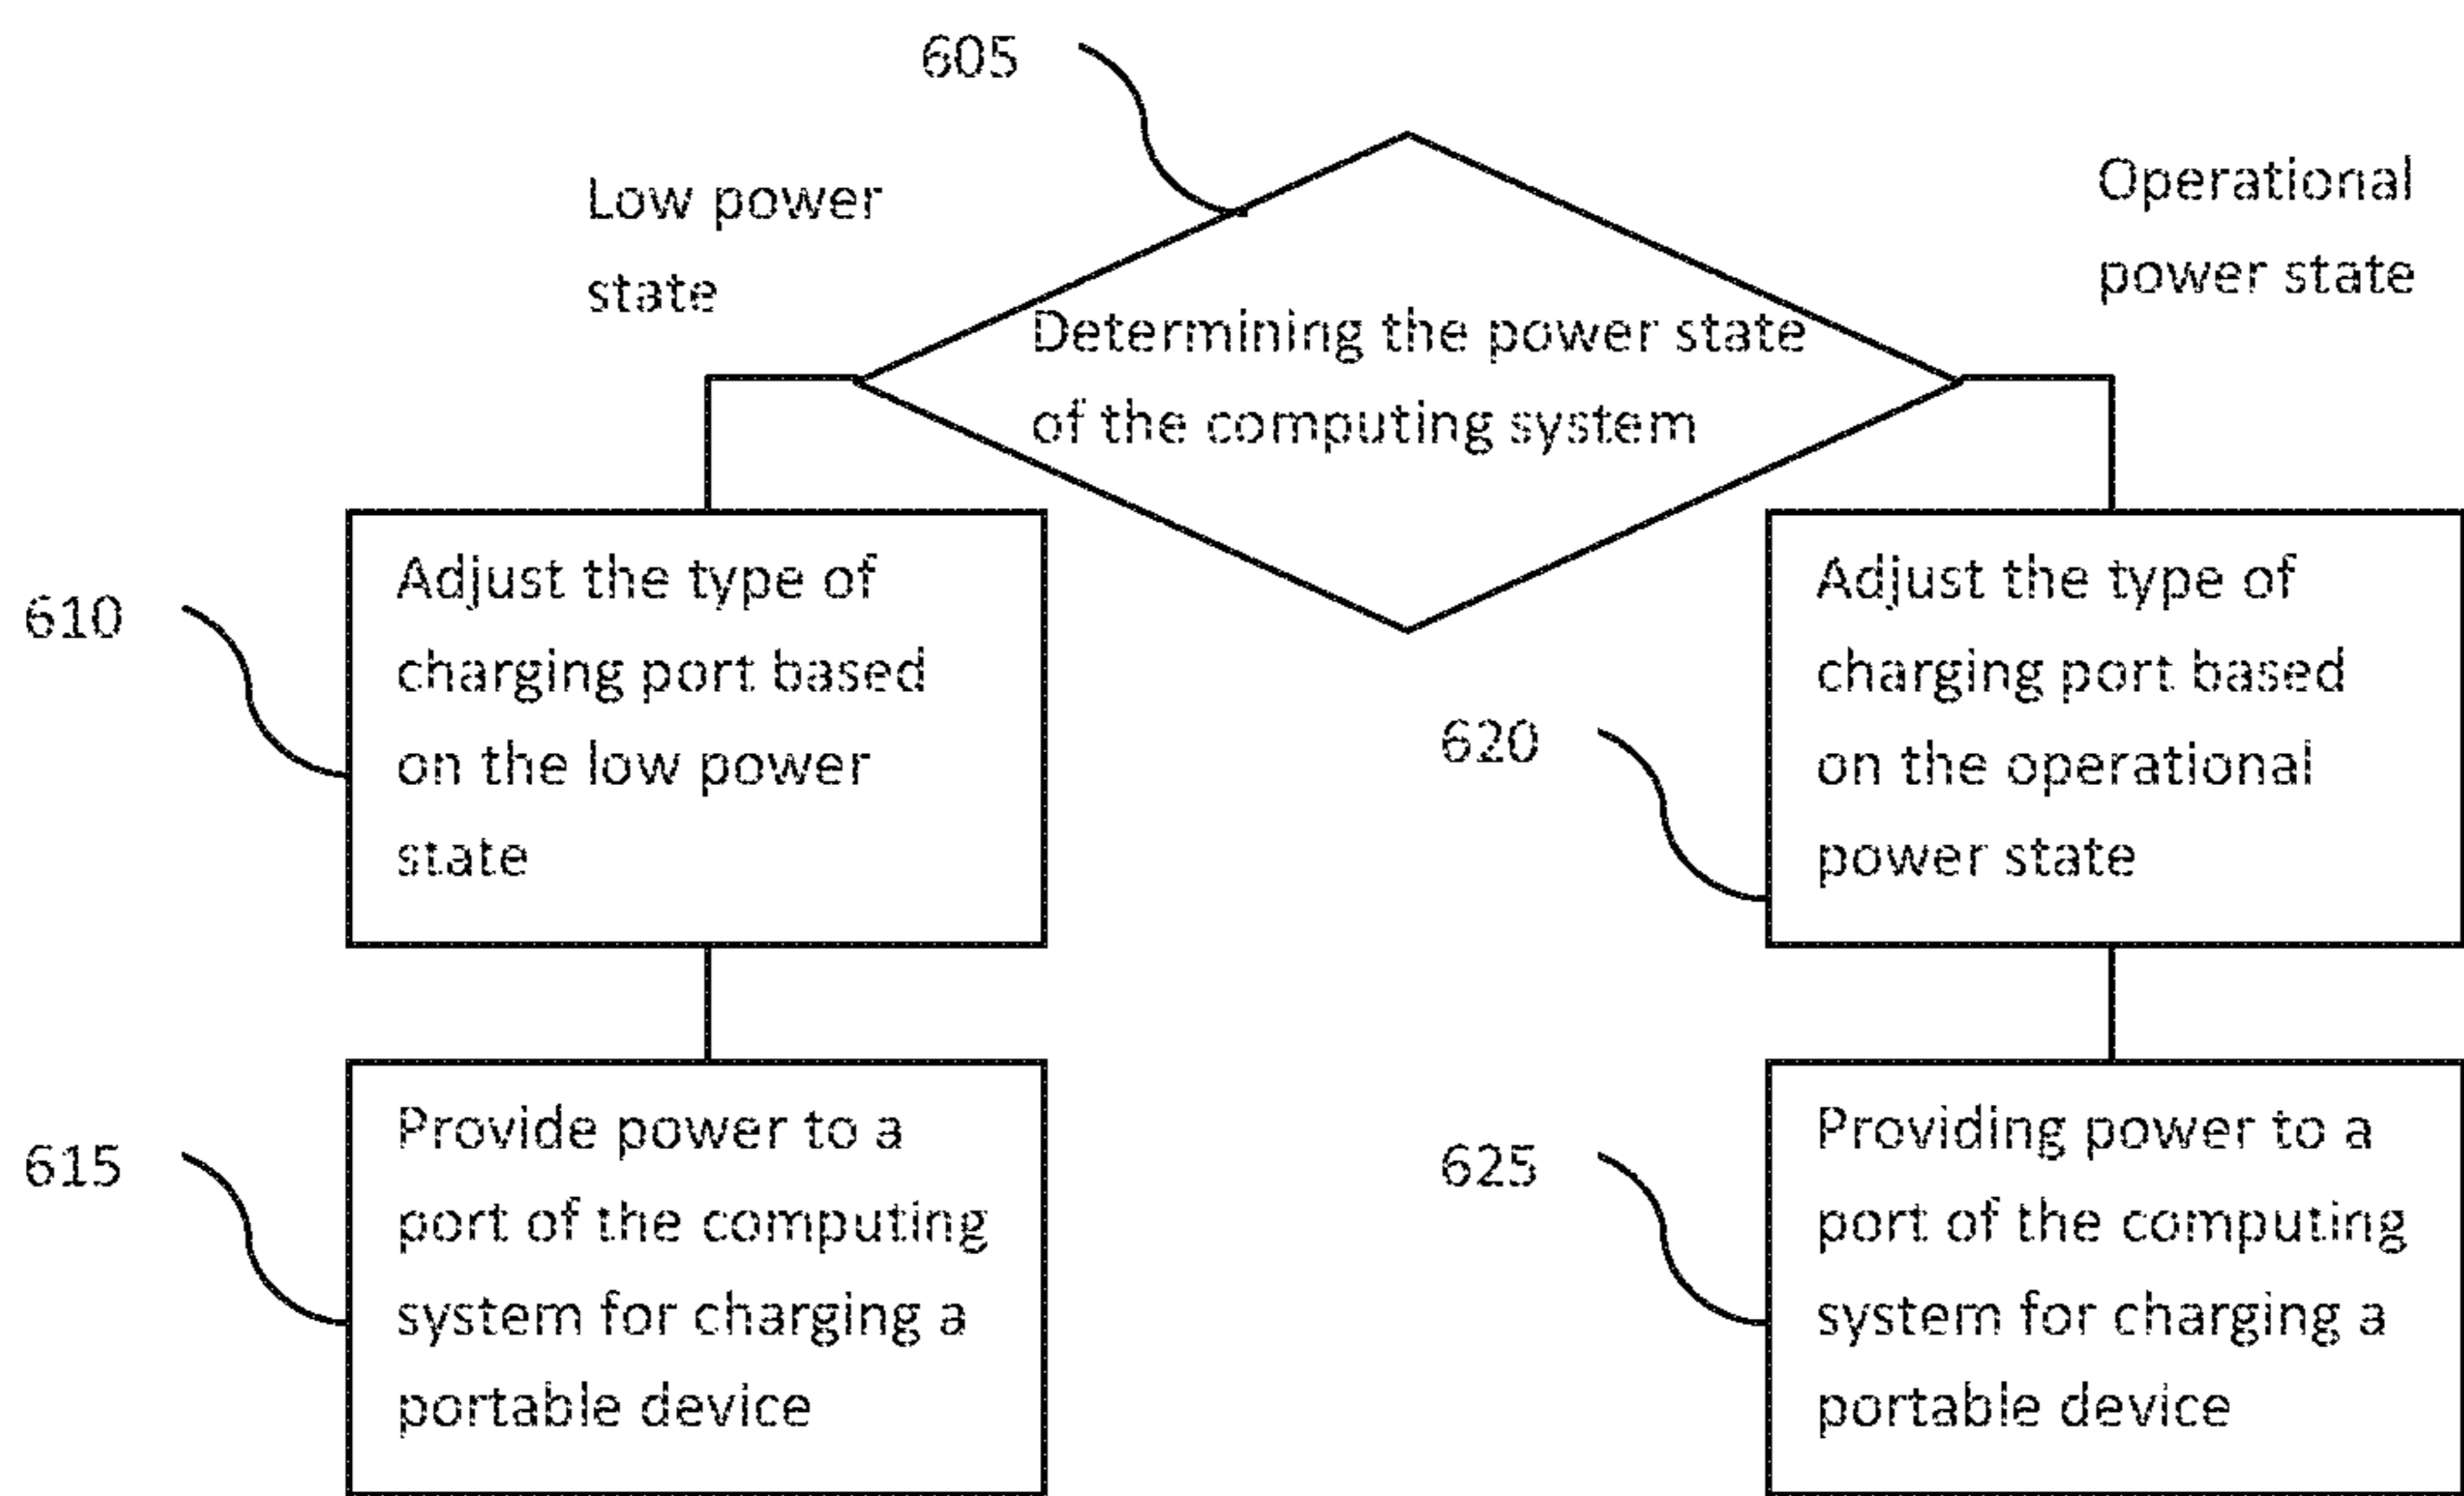 605
Low power
state
Operational
power state
Determining the power state
of the computing system
610
Adjust the type of
charging port based
on the low power
state
620
Adjust the type of
charging port based
on the operational
power state
615
Provide power to a
port of the computing
system for charging a
portable device
625
Providing power to a
port of the computing
system for charging a
portable device